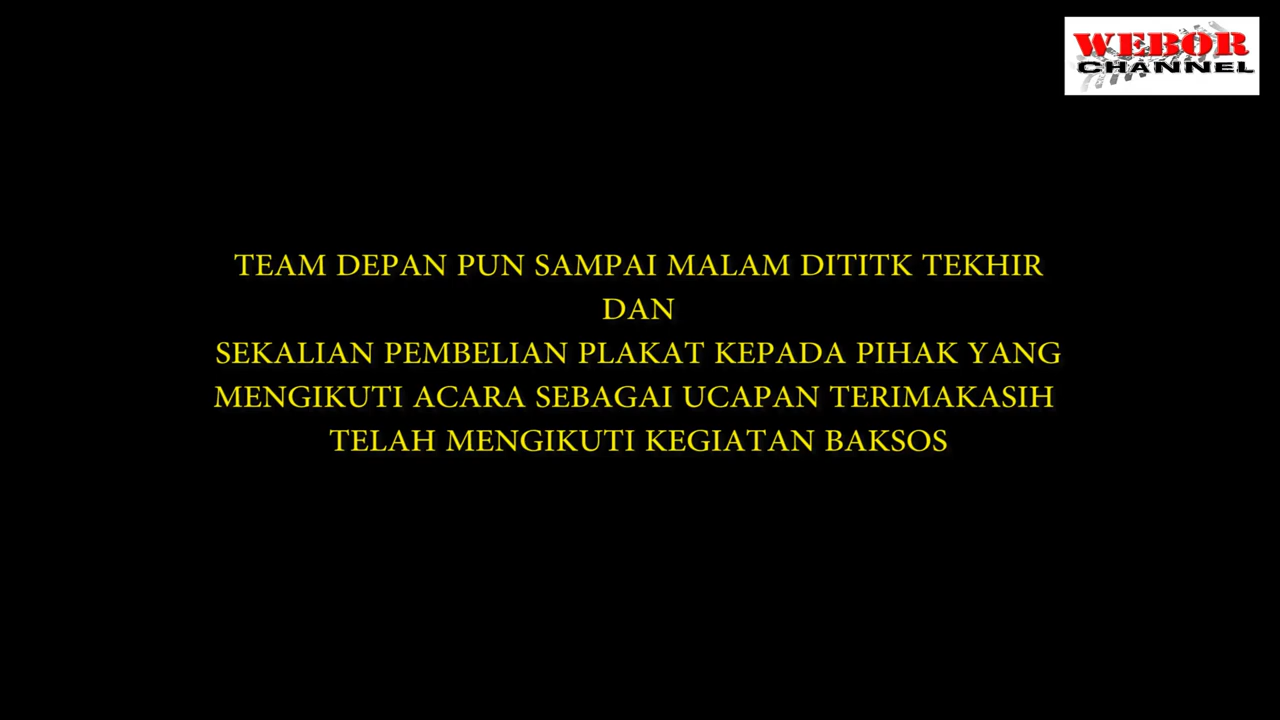 WEBOR
CHANNEL
TEAM DEPAN PUN SAMPAI MALAM DITITK TEKHIR
DAN
SEKALIAN PEMBELIAN PLAKAT KEPADA PIHAK YANG
MENGIKUTI ACARA SEBAGAI UCAPAN TERIMAKASIH
TELAH MENGIKUTI KEGIATAN BAKSOS